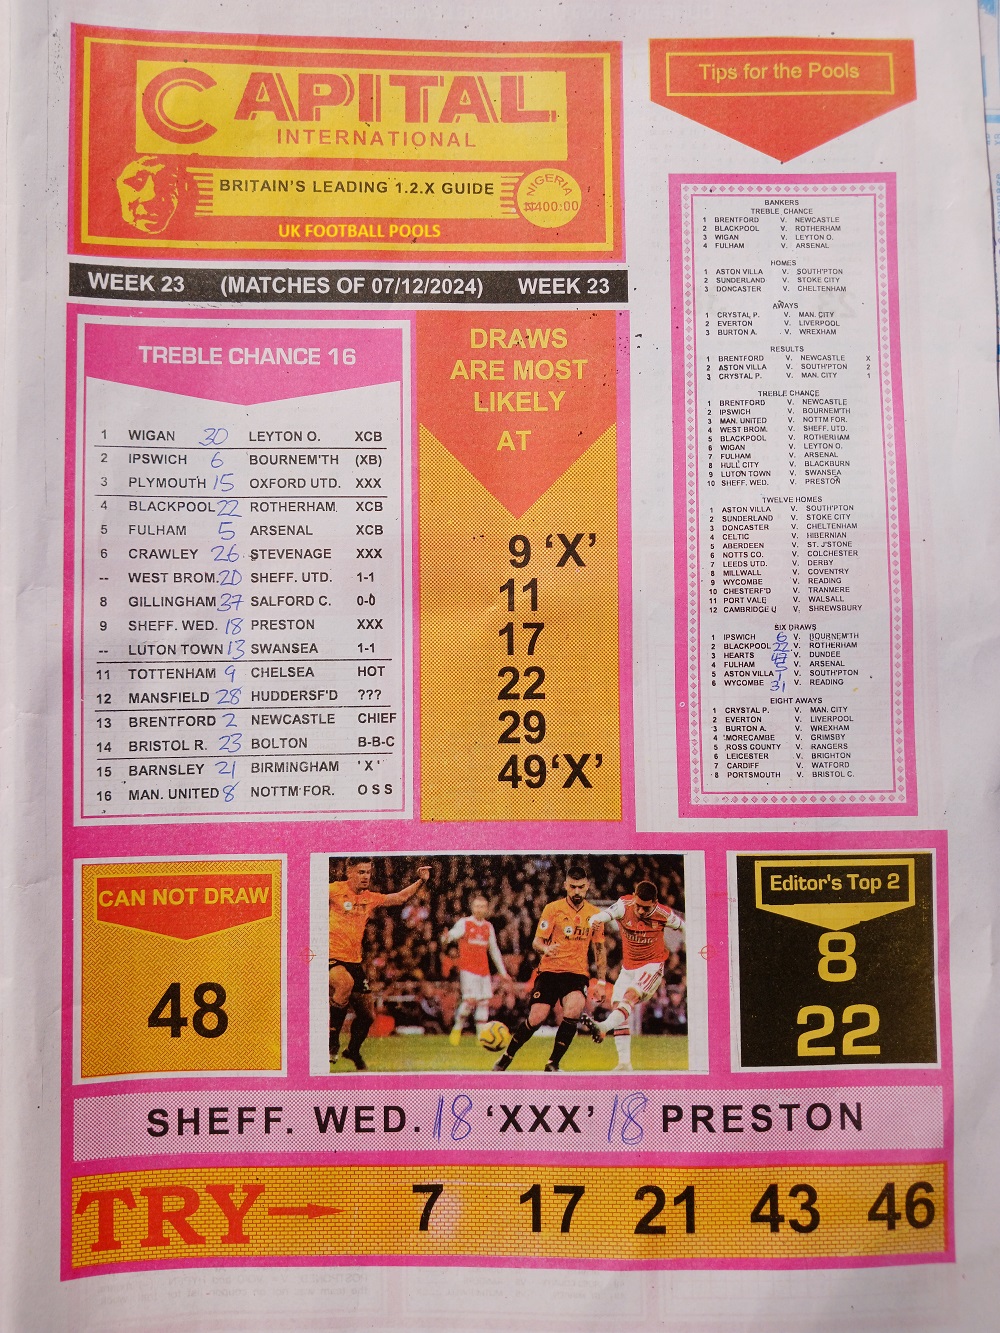 CAPITAL
INTERNATIONAL
BRITAIN'S LEADING 1.2.X GUIDE
NIGERIA
₦400:00
UK FOOTBALL POOLS
WEEK 23 (MATCHES OF 07/12/2024) WEEK 23
TREBLE CHANCE 16
1 WIGAN 30 LEYTON O. XCB
2 IPSWICH 6 BOURNEM'TH (XB)
3 PLYMOUTH 15 OXFORD UTD. XXX
4 BLACKPOOL 22 ROTHERHAM XCB
5 FULHAM 5 ARSENAL XCB
6 CRAWLEY 26 STEVENAGE XXX
-- WEST BROM. 20 SHEFF. UTD. 1-1
8 GILLINGHAM 37 SALFORD C. 0-0
9 SHEFF. WED. 18 PRESTON XXX
-- LUTON TOWN 13 SWANSEA 1-1
11 TOTTENHAM 9 CHELSEA HOT
12 MANSFIELD 28 HUDDERSF'D ???
13 BRENTFORD 2 NEWCASTLE CHIEF
14 BRISTOL R. 23 BOLTON B-B-C
15 BARNSLEY 21 BIRMINGHAM 'X'
16 MAN. UNITED 8 NOTTM FOR. O S S
DRAWS
ARE MOST
LIKELY
AT
9 'X'
11
17
22
29
49 'X'
Tips for the Pools
BANKERS
TREBLE CHANCE
1 BRENTFORD V. NEWCASTLE
2 BLACKPOOL V. ROTHERHAM
3 WIGAN V. LEYTON O.
4 FULHAM V. ARSENAL
HOMES
1 ASTON VILLA V. SOUTH'PTON
2 SUNDERLAND V. STOKE CITY
3 DONCASTER V. CHELTENHAM
AWAYS
1 CRYSTAL P. V. MAN. CITY
2 EVERTON V. LIVERPOOL
3 BURTON A. V. WREXHAM
RESULTS
1 BRENTFORD V. NEWCASTLE X
2 ASTON VILLA V. SOUTH'PTON 2
3 CRYSTAL P. V. MAN. CITY 1
TREBLE CHANCE
1 BRENTFORD V. NEWCASTLE
2 IPSWICH V. BOURNEM'TH
3 MAN. UNITED V. NOTTM FOR.
4 WEST BROM. V. SHEFF. UTD.
5 BLACKPOOL V. ROTHERHAM
6 WIGAN V. LEYTON O.
7 FULHAM V. ARSENAL
8 HULL CITY V. BLACKBURN
9 LUTON TOWN V. SWANSEA
10 SHEFF. WED. V. PRESTON
TWELVE HOMES
1 ASTON VILLA V. SOUTH'PTON
2 SUNDERLAND V. STOKE CITY
3 DONCASTER V. CHELTENHAM
4 CELTIC V. HIBERNIAN
5 ABERDEEN V. ST. J'STONE
6 NOTTS CO. V. COLCHESTER
7 LEEDS UTD. V. DERBY
8 MILLWALL V. COVENTRY
9 WYCOMBE V. READING
10 CHESTERF'D V. TRANMERE
11 PORT VALE V. WALSALL
12 CAMBRIDGE U V. SHREWSBURY
SIX DRAWS
1 IPSWICH 6 V. BOURNEM'TH
2 BLACKPOOL 22 V. ROTHERHAM
3 HEARTS V. DUNDEE
4 FULHAM 5 V. ARSENAL
5 ASTON VILLA 1 V. SOUTH'PTON
6 WYCOMBE 31 V. READING
EIGHT AWAYS
1 CRYSTAL P. V. MAN. CITY
2 EVERTON V. LIVERPOOL
3 BURTON A. V. WREXHAM
4 MORECAMBE V. GRIMSBY
5 ROSS COUNTY V. RANGERS
6 LEICESTER V. BRIGHTON
7 CARDIFF V. WATFORD
8 PORTSMOUTH V. BRISTOL C.
CAN NOT DRAW
48
Editor's Top 2
8
22
SHEFF. WED. 18 'XXX' 18 PRESTON
TRY 7 17 21 43 46